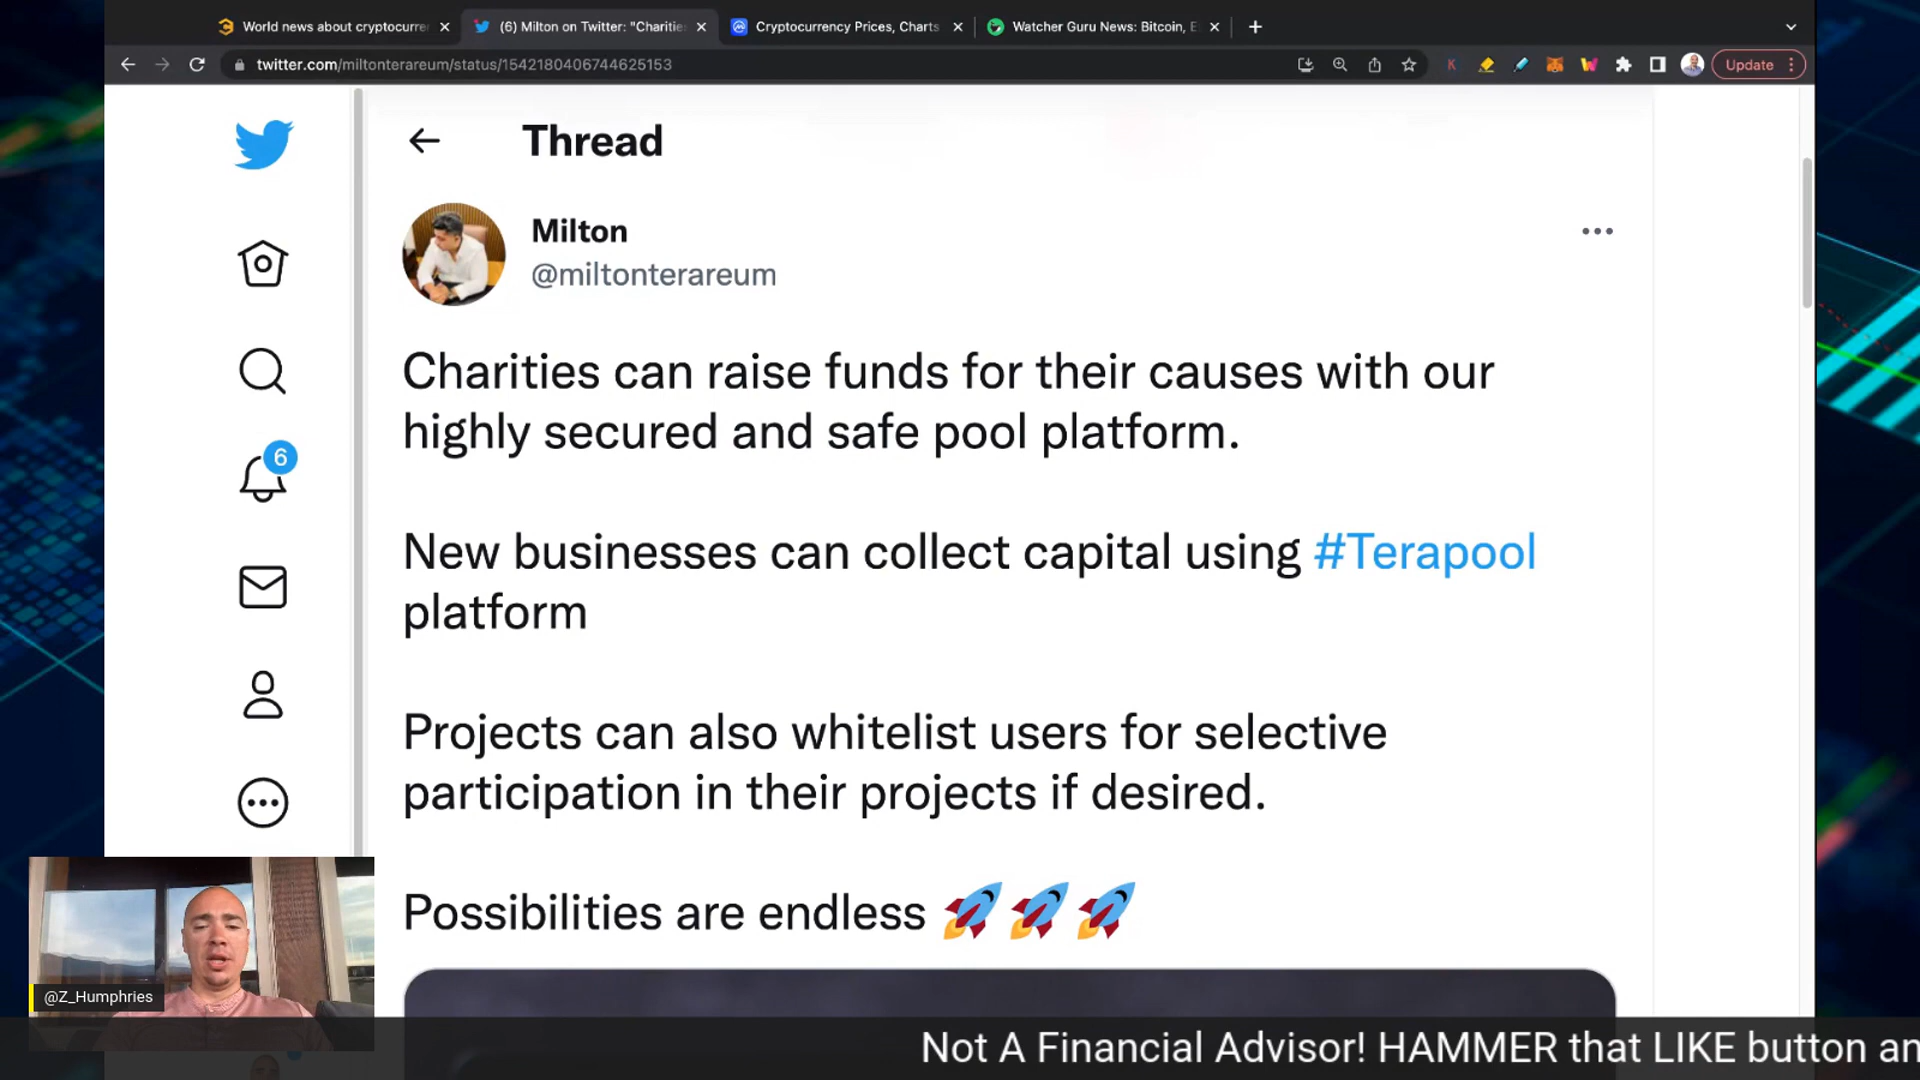 World news about cryptocurre
(6) Milton on Twitter: "Charitie
Cryptocurrency Prices, Charts
Watcher Guru News: Bitcoin, E
twitter.com/miltonterareum/status/1542180406744625153
Update
Thread
Milton
@miltonterareum
Charities can raise funds for their causes with our
highly secured and safe pool platform.
6
New businesses can collect capital using #Terapool
platform
Projects can also whitelist users for selective
participation in their projects if desired.
Possibilities are endless 🚀🚀🚀
@Z_Humphries
Not A Financial Advisor! HAMMER that LIKE button an